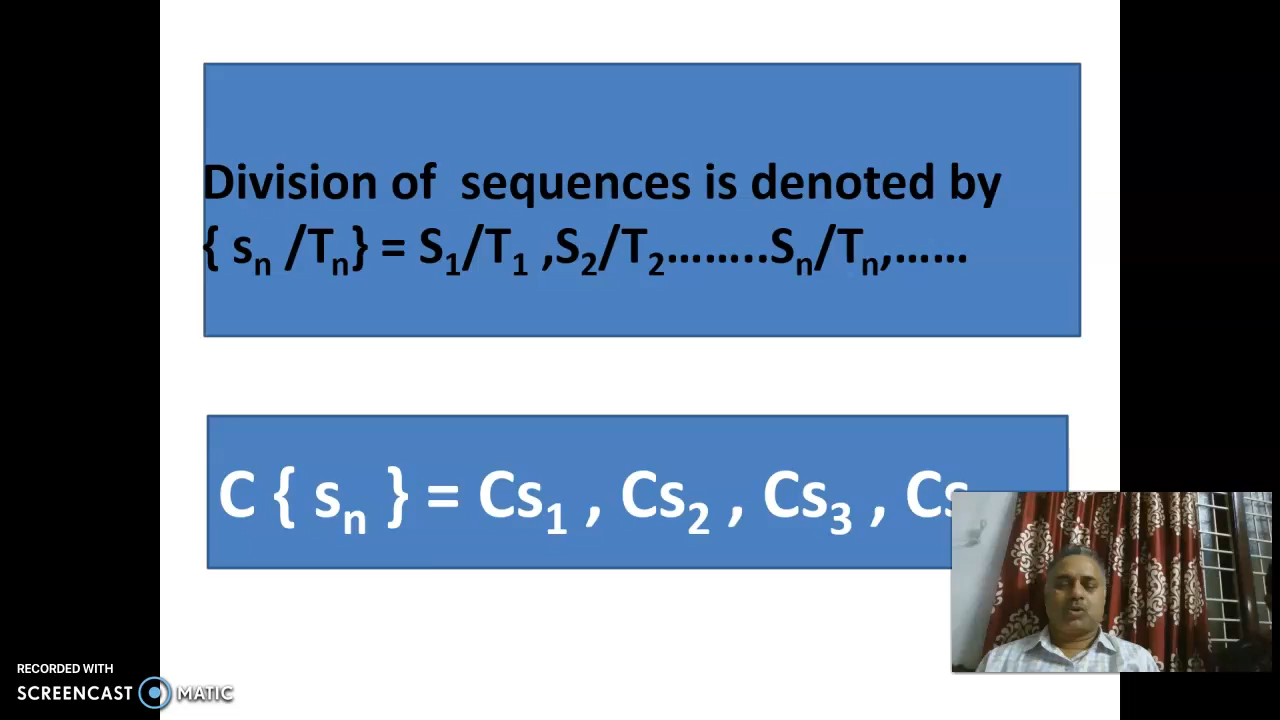 Division of sequences is denoted by
{ sₙ /Tₙ} = S₁/T₁ ,S₂/T₂……..Sₙ/Tₙ,……
C { sₙ } = Cs₁ , Cs₂ , Cs₃ , Cs
RECORDED WITH
SCREENCAST MATIC